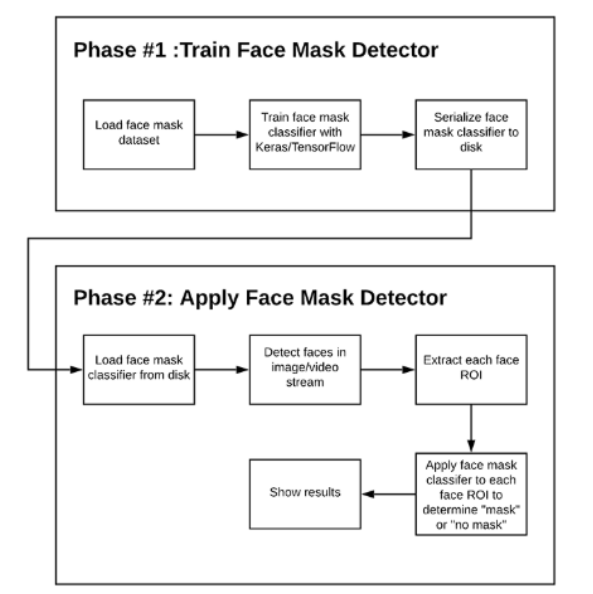 Phase #1 :Train Face Mask Detector
Load face mask
dataset
Train face mask
classifier with
Keras/TensorFlow
Serialize face
mask classifier to
disk
Phase #2: Apply Face Mask Detector
Load face mask
classifier from disk
Detect faces in
image/video
stream
Extract each face
ROI
Apply face mask
classifer to each
face ROI to
determine "mask"
or "no mask"
Show results